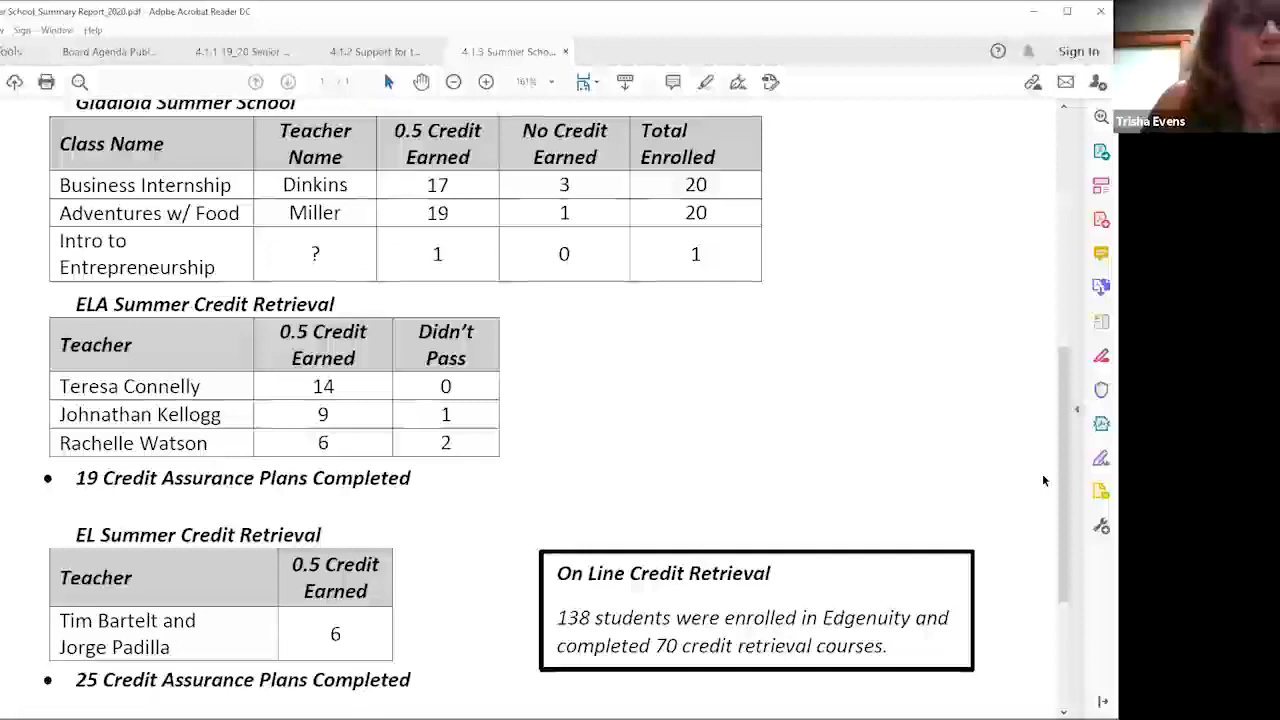 er School_Summary Report_2020.pdf - Adobe Acrobat Reader DC
Sign Window Help
Tools
Board Agenda Publ...
4.1.1 19_20 Senior ...
4.1.2 Support for t...
4.1.3 Summer Scho... ×
Sign In
1 / 1
161%
Trisha Evens
Gladiola Summer School
Class Name Teacher Name 0.5 Credit Earned No Credit Earned Total Enrolled
Business Internship Dinkins 17 3 20
Adventures w/ Food Miller 19 1 20
Intro to Entrepreneurship ? 1 0 1
ELA Summer Credit Retrieval
Teacher 0.5 Credit Earned Didn't Pass
Teresa Connelly 14 0
Johnathan Kellogg 9 1
Rachelle Watson 6 2
• 19 Credit Assurance Plans Completed
EL Summer Credit Retrieval
Teacher 0.5 Credit Earned
Tim Bartelt and Jorge Padilla 6
• 25 Credit Assurance Plans Completed
On Line Credit Retrieval
138 students were enrolled in Edgenuity and
completed 70 credit retrieval courses.